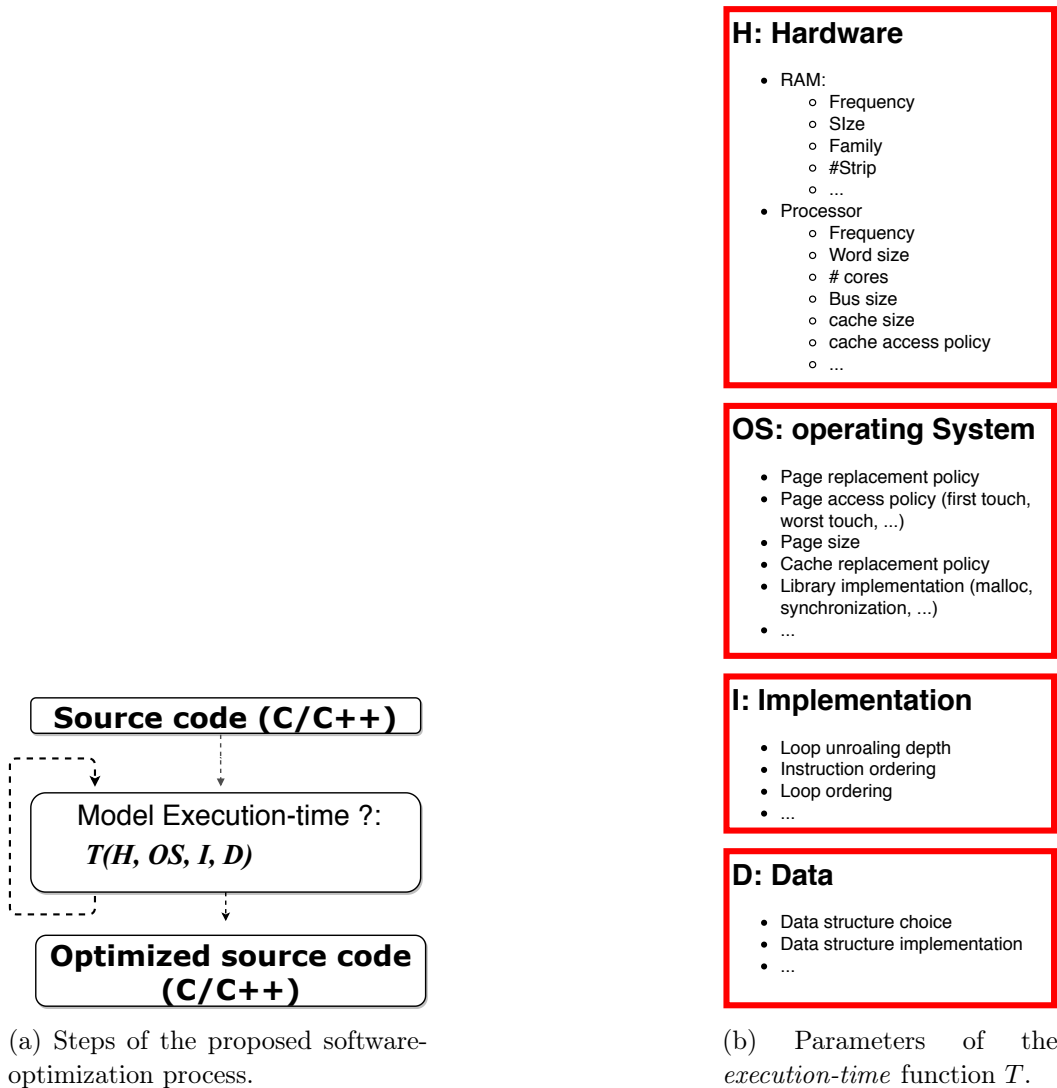 Source code (C/C++)
Model Execution-time ?:
T(H, OS, I, D)
Optimized source code
(C/C++)
(a) Steps of the proposed software-
optimization process.
H: Hardware
• RAM:
○ Frequency
○ SIze
○ Family
○ #Strip
○ ...
• Processor
○ Frequency
○ Word size
○ # cores
○ Bus size
○ cache size
○ cache access policy
○ ...
OS: operating System
• Page replacement policy
• Page access policy (first touch,
worst touch, ...)
• Page size
• Cache replacement policy
• Library implementation (malloc,
synchronization, ...)
• ...
I: Implementation
• Loop unroaling depth
• Instruction ordering
• Loop ordering
• ...
D: Data
• Data structure choice
• Data structure implementation
• ...
(b) Parameters of the
execution-time function T.